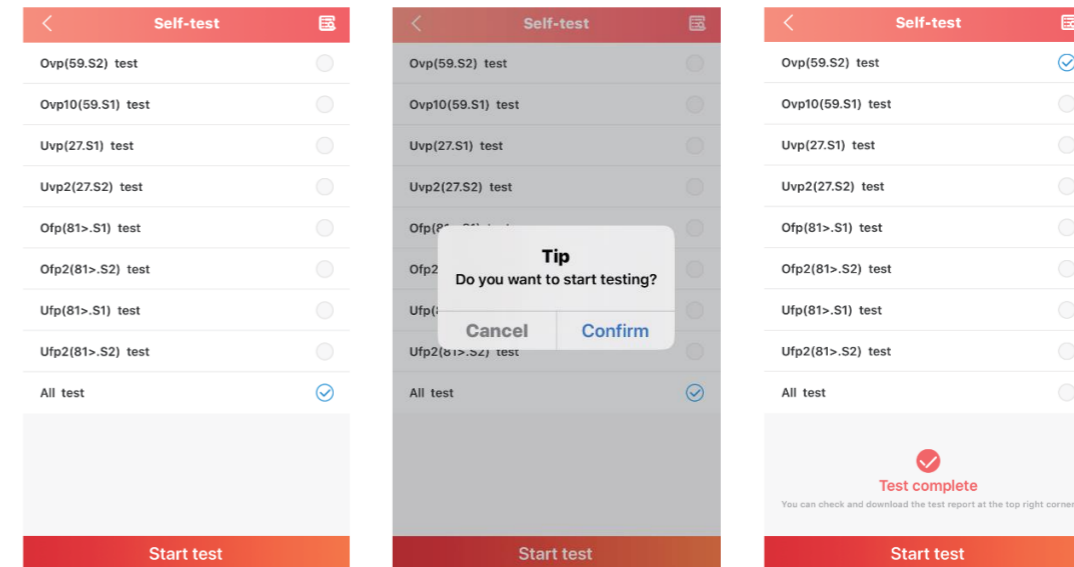 Self-test
Ovp(59.S2) test
Ovp10(59.S1) test
Uvp(27.S1) test
Uvp2(27.S2) test
Ofp(81>.S1) test
Ofp2(81>.S2) test
Ufp(81>.S1) test
Ufp2(81>.S2) test
All test
Start test
Self-test
Ovp(59.S2) test
Ovp10(59.S1) test
Uvp(27.S1) test
Uvp2(27.S2) test
Ofp2
Tip
Do you want to start testing?
Cancel
Confirm
Ufp2(81>.S2) test
All test
Start test
Self-test
Ovp(59.S2) test
Ovp10(59.S1) test
Uvp(27.S1) test
Uvp2(27.S2) test
Ofp(81>.S1) test
Ofp2(81>.S2) test
Ufp(81>.S1) test
Ufp2(81>.S2) test
All test
Test complete
You can check and download the test report at the top right corner
Start test